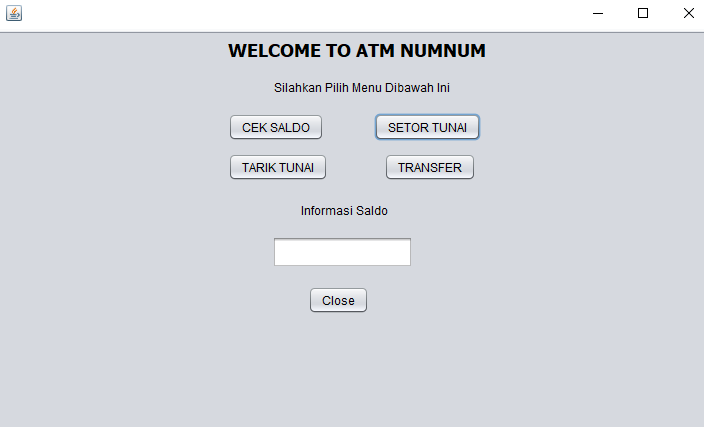 WELCOME TO ATM NUMNUM
Silahkan Pilih Menu Dibawah Ini
CEK SALDO SETOR TUNAI
TARIK TUNAI TRANSFER
Informasi Saldo
Close